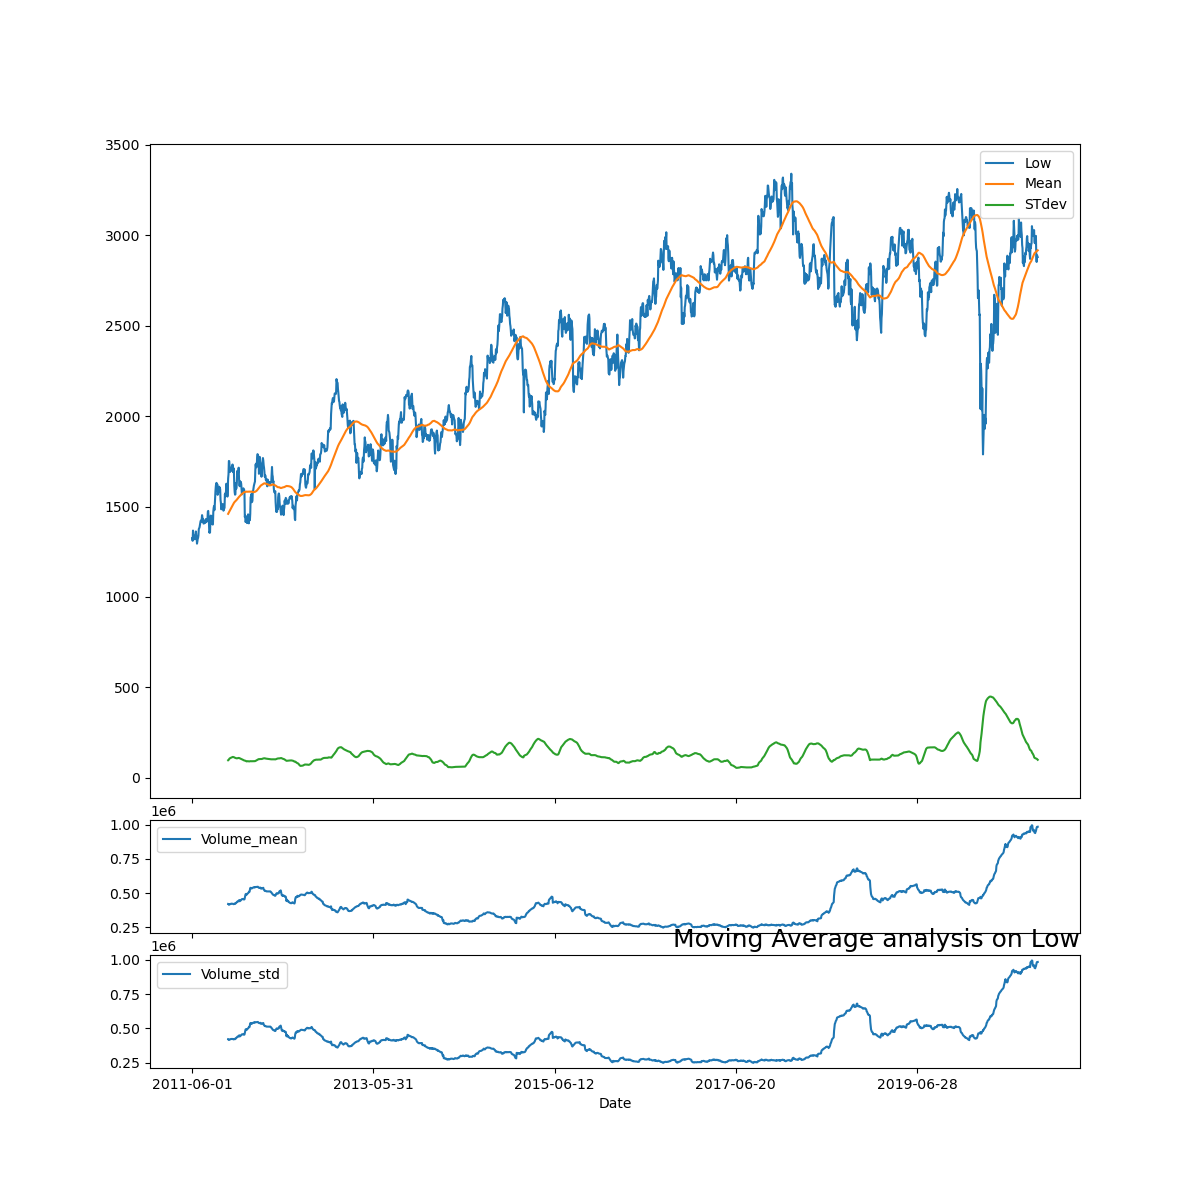 3500
3000
2500
2000
1500
1000
500
0
Low
Mean
STdev
1e6
1.00
0.75
0.50
0.25
Volume_mean
Moving Average analysis on Low
1e6
1.00
0.75
0.50
0.25
Volume_std
2011-06-01 2013-05-31 2015-06-12 2017-06-20 2019-06-28
Date